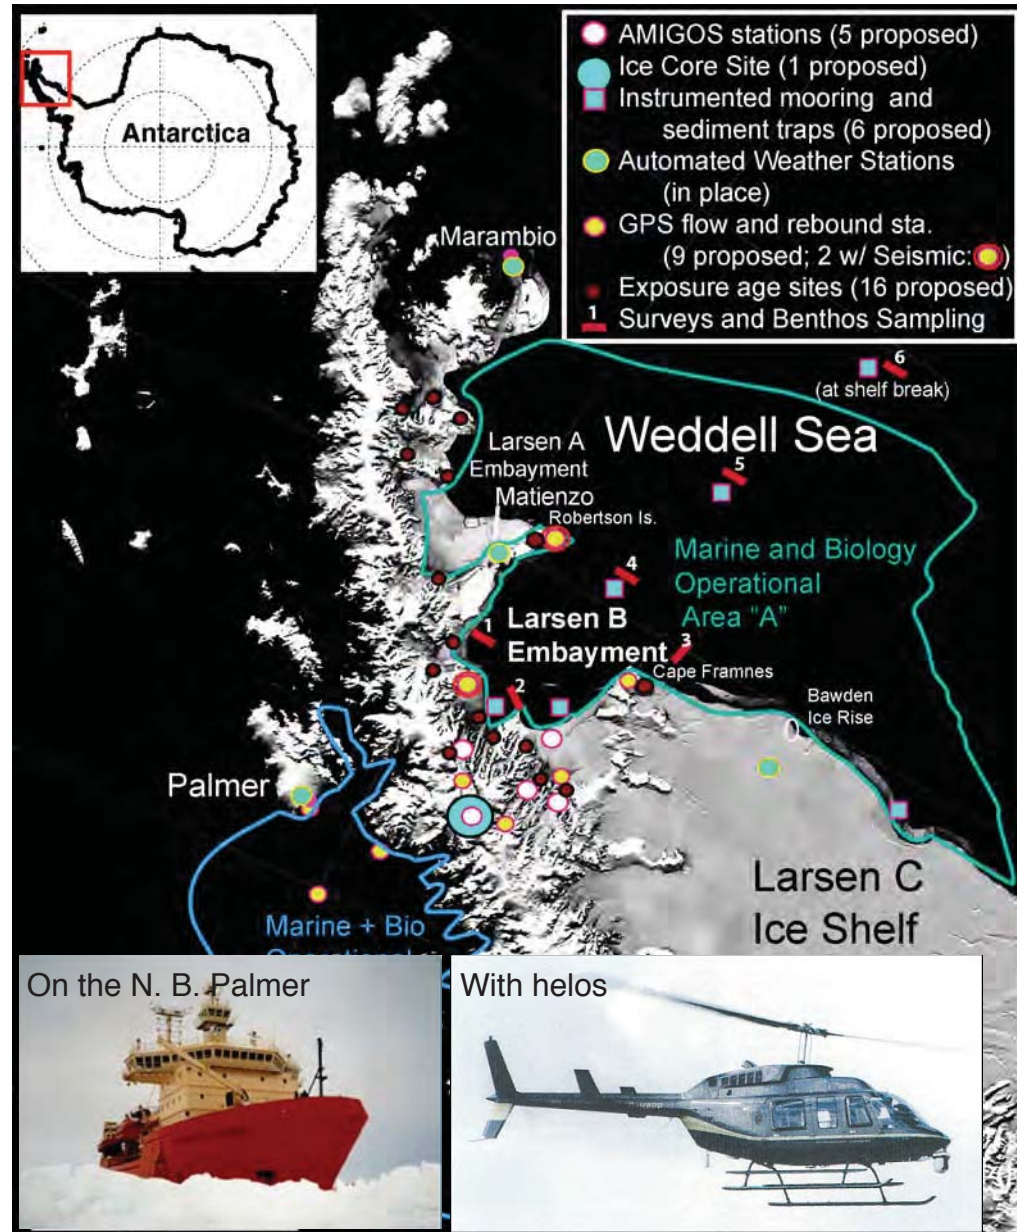 Antarctica
AMIGOS stations (5 proposed)
Ice Core Site (1 proposed)
Instrumented mooring and
sediment traps (6 proposed)
Automated Weather Stations
(in place)
GPS flow and rebound sta.
(9 proposed; 2 w/ Seismic: )
Exposure age sites (16 proposed)
1 Surveys and Benthos Sampling
Marambio
6
(at shelf break)
Weddell Sea
Larsen A
Embayment
Matienzo
Robertson Is.
5
Marine and Biology
Operational
Area "A"
4
1
Larsen B
Embayment
3
Cape Framnes
2
Bawden
Ice Rise
Palmer
Larsen C
Ice Shelf
Marine + Bio
Operational
On the N. B. Palmer
With helos